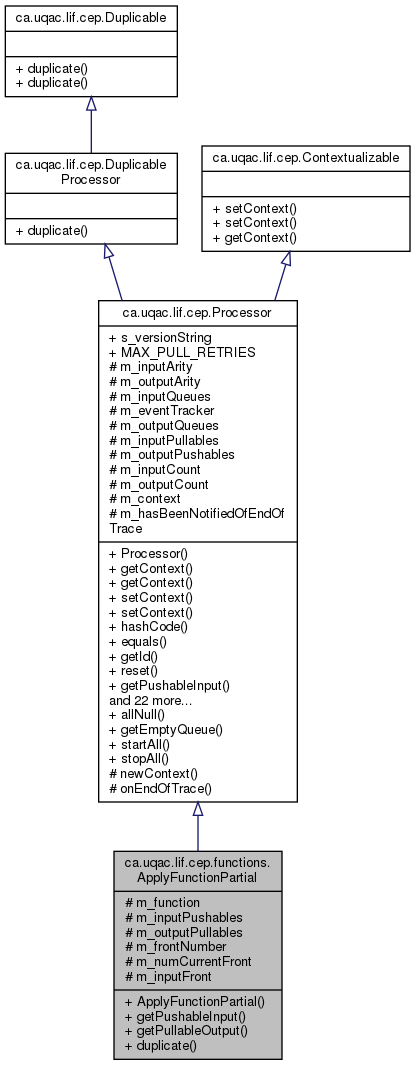 ca.uqac.lif.cep.Duplicable
+ duplicate()
+ duplicate()
ca.uqac.lif.cep.Duplicable
Processor
+ duplicate()
ca.uqac.lif.cep.Contextualizable
+ setContext()
+ setContext()
+ getContext()
ca.uqac.lif.cep.Processor
+ s_versionString
+ MAX_PULL_RETRIES
# m_inputArity
# m_outputArity
# m_inputQueues
# m_eventTracker
# m_outputQueues
# m_inputPullables
# m_outputPushables
# m_inputCount
# m_outputCount
# m_context
# m_hasBeenNotifiedOfEndOf
Trace
+ Processor()
+ getContext()
+ getContext()
+ setContext()
+ setContext()
+ hashCode()
+ equals()
+ getId()
+ reset()
+ getPushableInput()
and 22 more...
+ allNull()
+ getEmptyQueue()
+ startAll()
+ stopAll()
# newContext()
# onEndOfTrace()
ca.uqac.lif.cep.functions.
ApplyFunctionPartial
# m_function
# m_inputPushables
# m_outputPullables
# m_frontNumber
# m_numCurrentFront
# m_inputFront
+ ApplyFunctionPartial()
+ getPushableInput()
+ getPullableOutput()
+ duplicate()